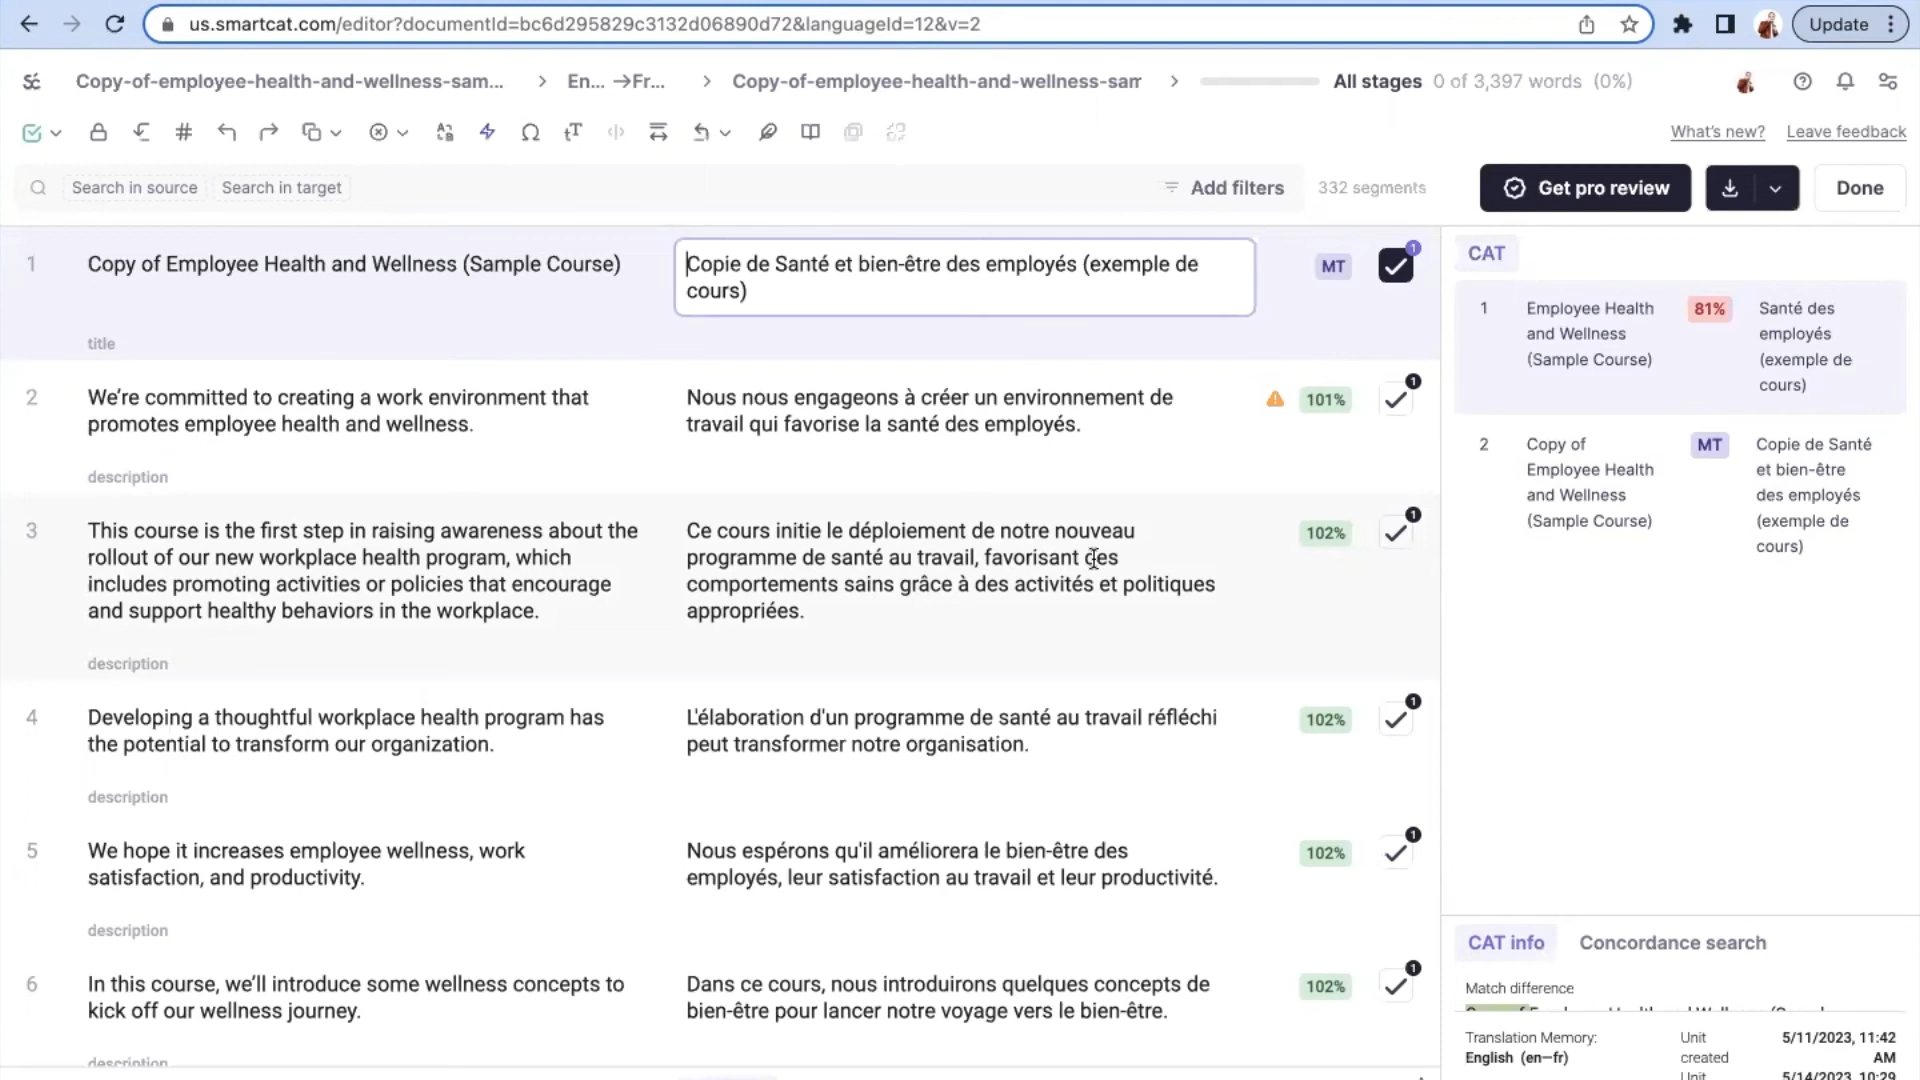 us.smartcat.com/editor?documentId=bc6d295829c3132d06890d72&languageId=12&v=2
Update
Copy-of-employee-health-and-wellness-sam... > En... →Fr... > Copy-of-employee-health-and-wellness-sam > All stages 0 of 3,397 words (0%)
What's new? Leave feedback
Search in source Search in target Add filters 332 segments Get pro review Done
1 Copy of Employee Health and Wellness (Sample Course)
title
Copie de Santé et bien-être des employés (exemple de
cours)
MT 1
2 We're committed to creating a work environment that
promotes employee health and wellness.
description
Nous nous engageons à créer un environnement de
travail qui favorise la santé des employés.
101% 1
3 This course is the first step in raising awareness about the
rollout of our new workplace health program, which
includes promoting activities or policies that encourage
and support healthy behaviors in the workplace.
description
Ce cours initie le déploiement de notre nouveau
programme de santé au travail, favorisant des
comportements sains grâce à des activités et politiques
appropriées.
102% 1
4 Developing a thoughtful workplace health program has
the potential to transform our organization.
description
L'élaboration d'un programme de santé au travail réfléchi
peut transformer notre organisation.
102% 1
5 We hope it increases employee wellness, work
satisfaction, and productivity.
description
Nous espérons qu'il améliorera le bien-être des
employés, leur satisfaction au travail et leur productivité.
102% 1
6 In this course, we'll introduce some wellness concepts to
kick off our wellness journey.
description
Dans ce cours, nous introduirons quelques concepts de
bien-être pour lancer notre voyage vers le bien-être.
102% 1
CAT
1 Employee Health
and Wellness
(Sample Course)
81%
Santé des
employés
(exemple de
cours)
2 Copy of
Employee Health
and Wellness
(Sample Course)
MT
Copie de Santé
et bien-être
des employés
(exemple de
cours)
CAT info Concordance search
Match difference
Translation Memory:
English (en—fr)
Unit
created
5/11/2023, 11:42
AM
Unit
5/14/2023, 10:29